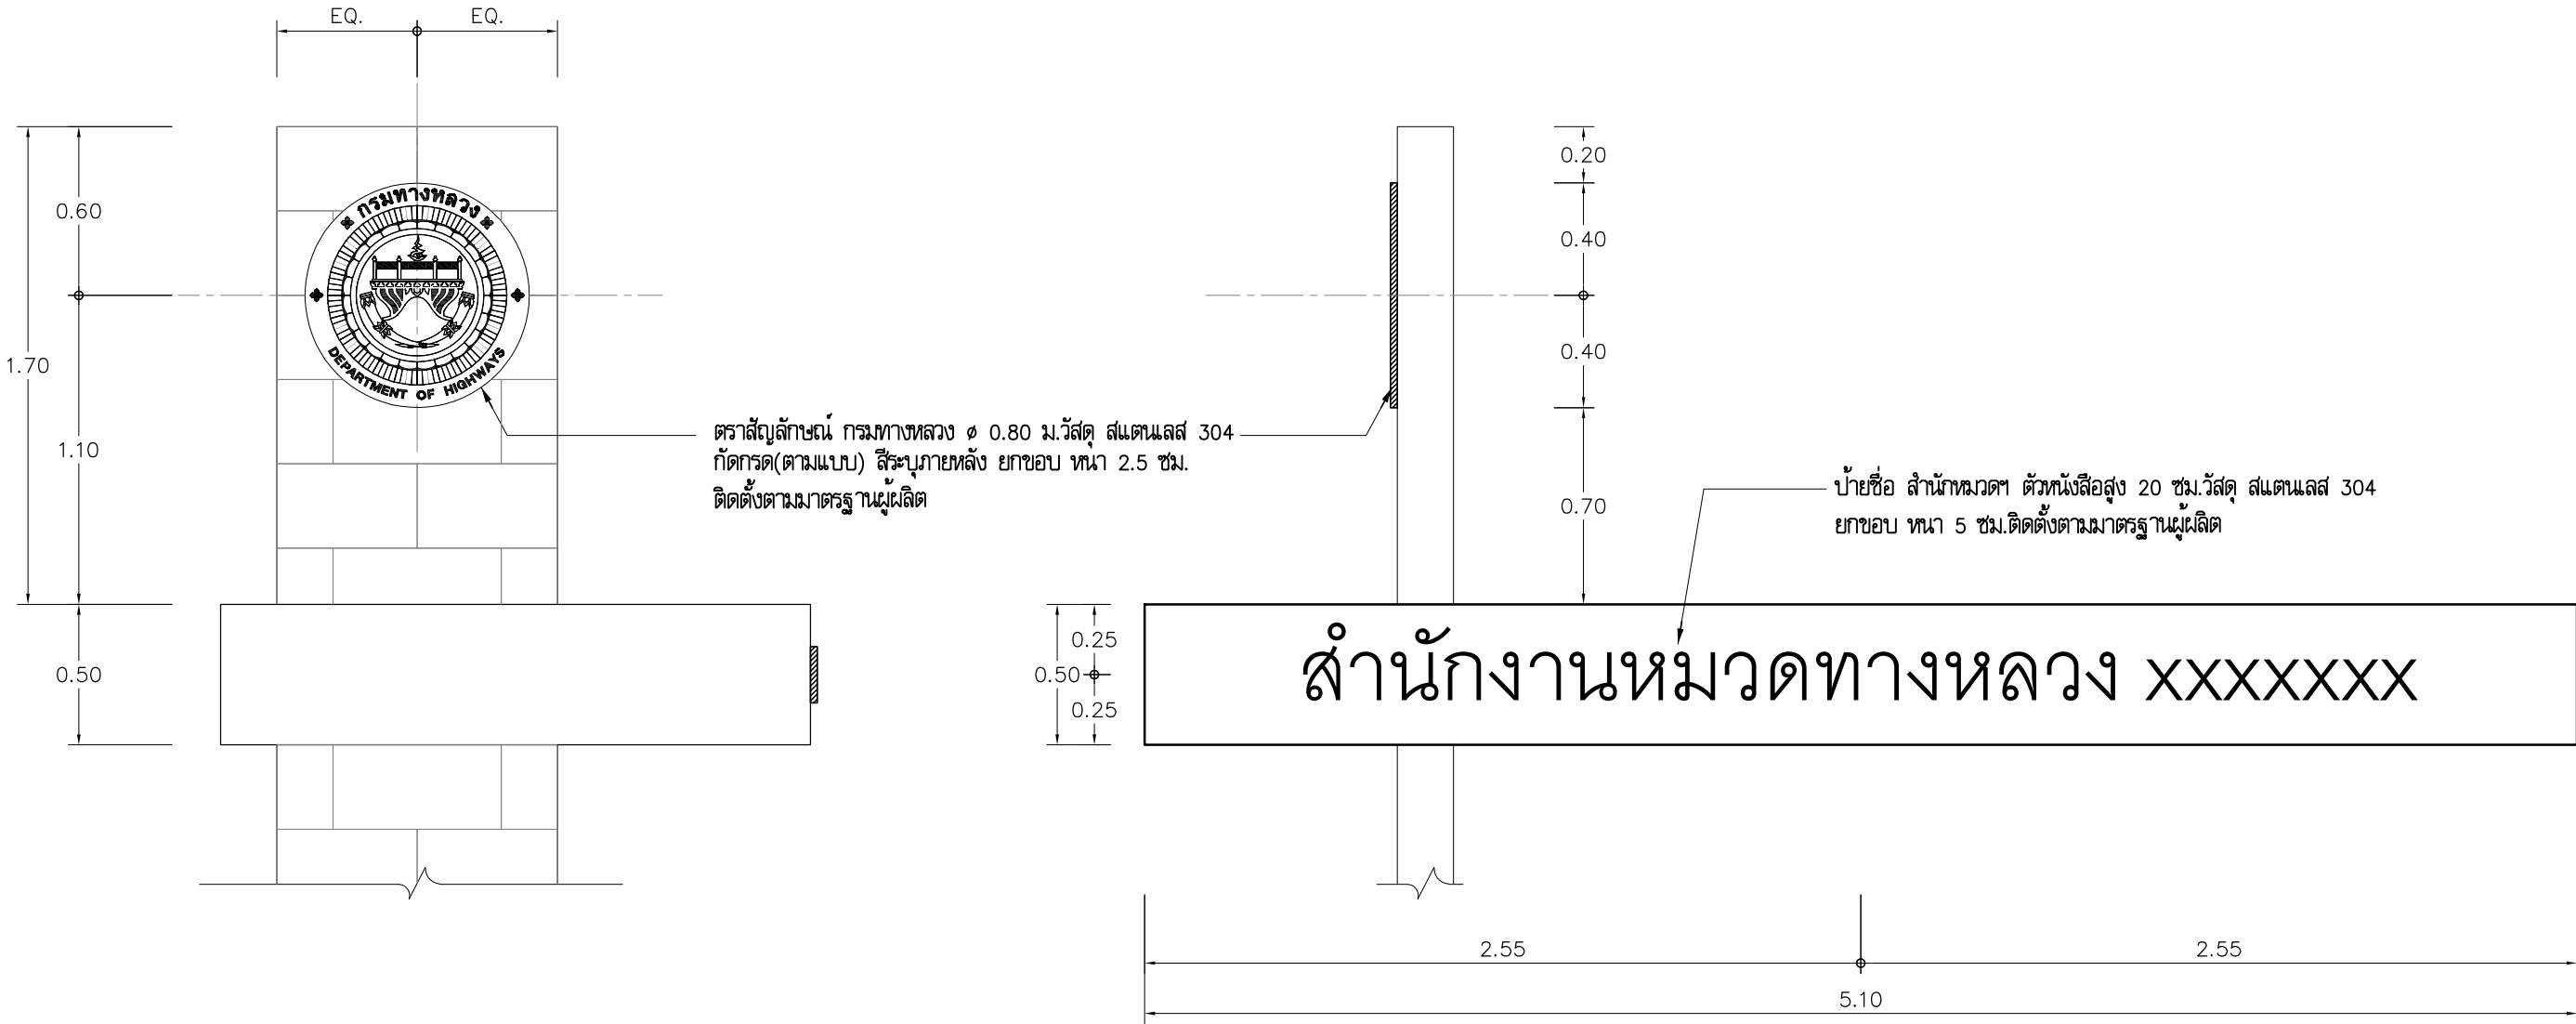 EQ.
EQ.
0.60
1.70
1.10
0.50
กรมทางหลวง
DEPARTMENT OF HIGHWAYS
ตราสัญลักษณ์ กรมทางหลวง ø 0.80 ม.วัสดุ สแตนเลส 304
กัดกรด(ตามแบบ) สีระบุภายหลัง ยกขอบ หนา 2.5 ซม.
ติดตั้งตามมาตรฐานผู้ผลิต
0.20
0.40
0.40
0.70
ป้ายชื่อ สำนักหมวดฯ ตัวหนังสือสูง 20 ซม.วัสดุ สแตนเลส 304
ยกขอบ หนา 5 ซม.ติดตั้งตามมาตรฐานผู้ผลิต
0.25
0.50
0.25
สำนักงานหมวดทางหลวง xxxxxxx
2.55
2.55
5.10